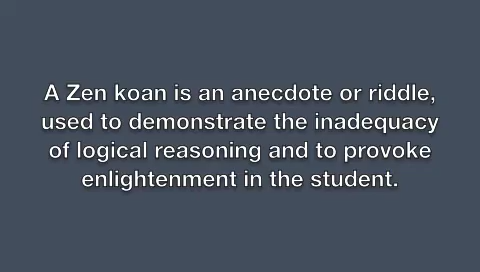 A Zen koan is an anecdote or riddle,
used to demonstrate the inadequacy
of logical reasoning and to provoke
enlightenment in the student.